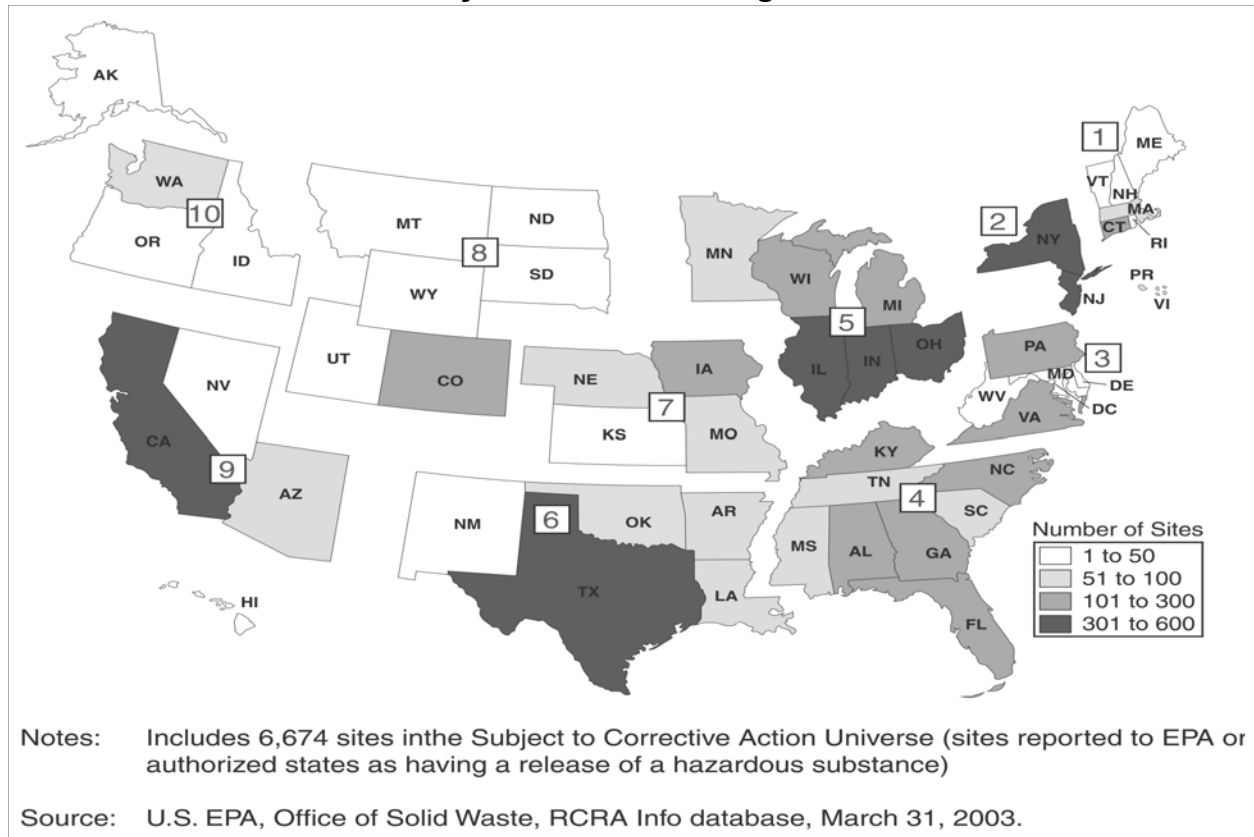 AK
1
ME
WA
VT
NH
10
MT
ND
2
MA
OR
8
MN
NY
CT
ID
SD
RI
WI
PR
WY
MI
NJ
VI
5
UT
PA
3
NE
IA
OH
MD
NV
CO
IL
IN
DE
7
WV
DC
KS
MO
VA
CA
KY
9
NC
AZ
TN
4
6
OK
AR
SC
NM
Number of Sites
MS
AL
GA
1 to 50
TX
51 to 100
LA
101 to 300
HI
FL
301 to 600
Notes: Includes 6,674 sites inthe Subject to Corrective Action Universe (sites reported to EPA or
authorized states as having a release of a hazardous substance)
Source: U.S. EPA, Office of Solid Waste, RCRA Info database, March 31, 2003.